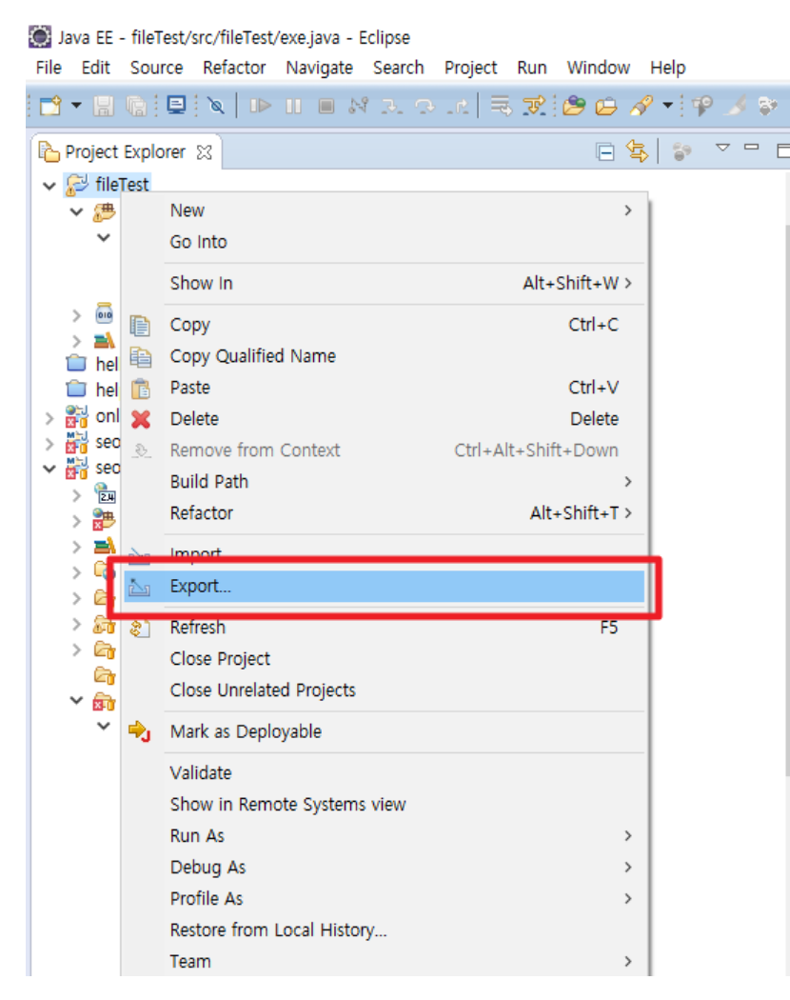 Java EE - fileTest/src/fileTest/exe.java - Eclipse
File Edit Source Refactor Navigate Search Project Run Window Help
Project Explorer
fileTest
New
Go Into
Show In Alt+Shift+W
010
Copy Ctrl+C
hel Copy Qualified Name
hel Paste Ctrl+V
onl Delete Delete
seo Remove from Context Ctrl+Alt+Shift+Down
seo Build Path
2.4
Refactor Alt+Shift+T
Import...
Export...
Refresh F5
Close Project
Close Unrelated Projects
Mark as Deployable
Validate
Show in Remote Systems view
Run As
Debug As
Profile As
Restore from Local History...
Team